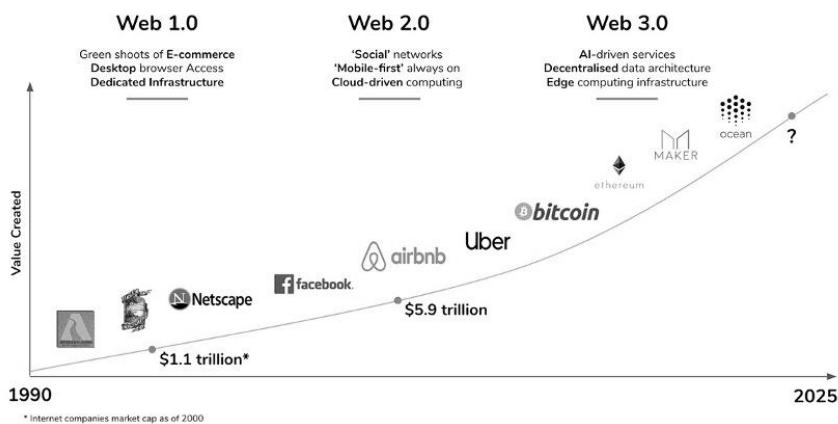 Web 1.0
Green shoots of E-commerce
Desktop browser Access
Dedicated Infrastructure
Web 2.0
'Social' networks
'Mobile-first' always on
Cloud-driven computing
Web 3.0
AI-driven services
Decentralised data architecture
Edge computing infrastructure
Value Created
N Netscape
f facebook.
airbnb
Uber
bitcoin
ethereum
MAKER
ocean
?
$1.1 trillion*
$5.9 trillion
1990
2025
* Internet companies market cap as of 2000